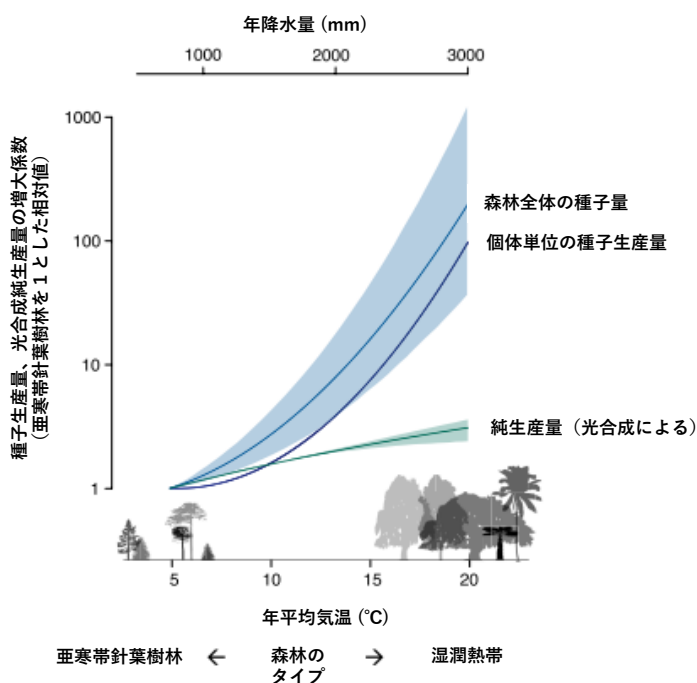 年降水量 (mm)
1000 2000 3000
種子生産量、光合成純生産量の増大係数
(亜寒帯針葉樹林を１とした相対値)
1000
100
10
1
森林全体の種子量
個体単位の種子生産量
純生産量（光合成による）
5 10 15 20
年平均気温 (℃)
亜寒帯針葉樹林 ← 森林の → 湿潤熱帯
タイプ